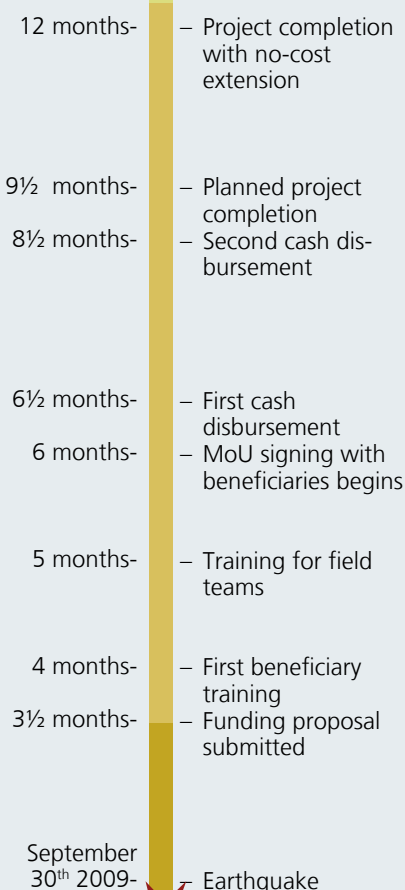 12 months- – Project completion
with no-cost
extension
9½ months- – Planned project
completion
8½ months- – Second cash dis-
bursement
6½ months- – First cash
disbursement
6 months- – MoU signing with
beneficiaries begins
5 months- – Training for field
teams
4 months- – First beneficiary
training
3½ months- – Funding proposal
submitted
September
30th 2009- – Earthquake